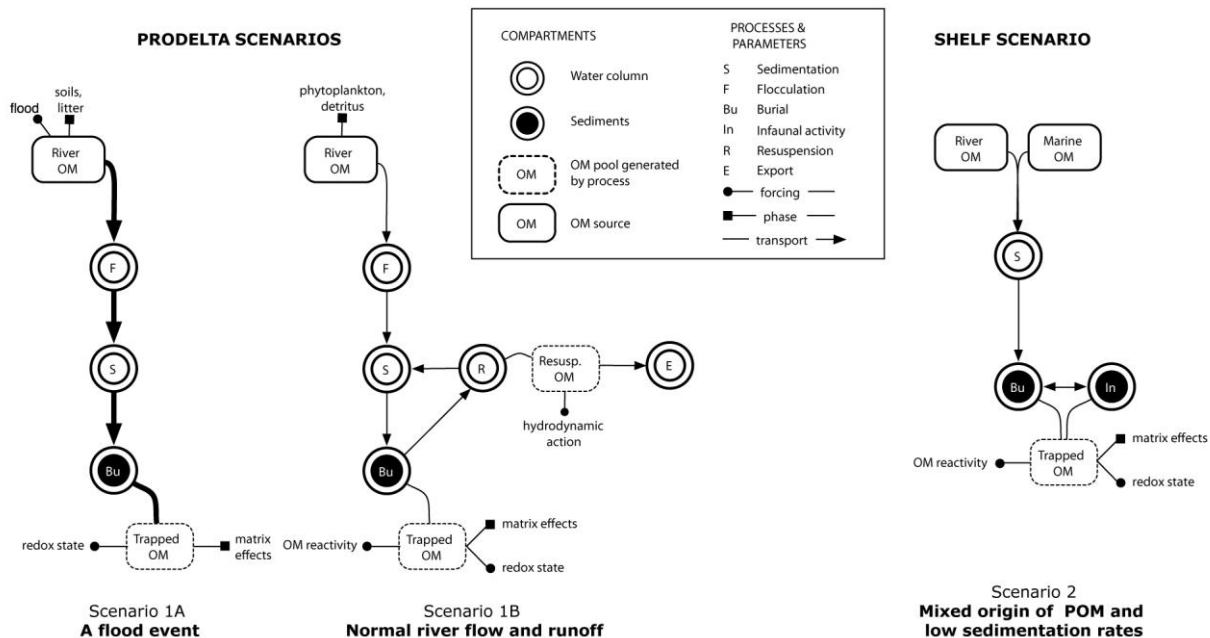 PRODELTA SCENARIOS
flood
soils,
litter
River
OM
F
S
Bu
Trapped
OM
redox state
matrix
effects
Scenario 1A
A flood event
phytoplankton,
detritus
River
OM
F
S
R
Resusp.
OM
E
hydrodynamic
action
Bu
OM reactivity
Trapped
OM
matrix effects
redox state
Scenario 1B
Normal river flow and runoff
COMPARTMENTS
Water column
Sediments
OM
OM pool generated
by process
OM
OM source
PROCESSES &
PARAMETERS
S Sedimentation
F Flocculation
Bu Burial
In Infaunal activity
R Resuspension
E Export
forcing
phase
transport
SHELF SCENARIO
River
OM
Marine
OM
S
Bu
In
OM reactivity
Trapped
OM
matrix effects
redox state
Scenario 2
Mixed origin of POM and
low sedimentation rates